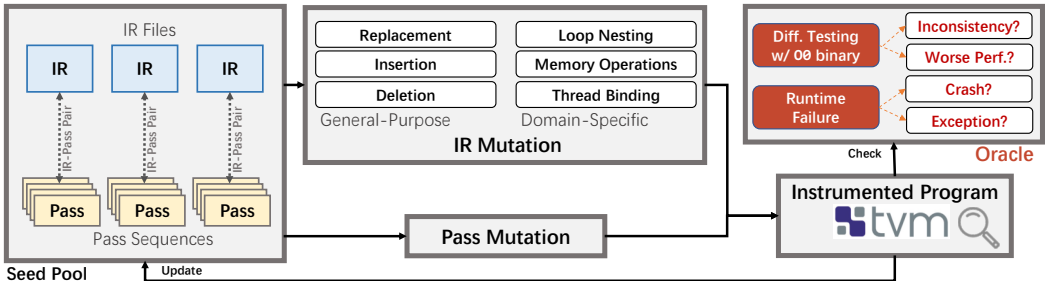 IR Files
IR
IR
IR
IR-Pass Pair
IR-Pass Pair
IR-Pass Pair
Pass
Pass
Pass
Pass Sequences
Seed Pool
Replacement
Insertion
Deletion
General-Purpose
Loop Nesting
Memory Operations
Thread Binding
Domain-Specific
IR Mutation
Pass Mutation
Diff. Testing
w/ O0 binary
Inconsistency?
Worse Perf.?
Runtime
Failure
Crash?
Exception?
Oracle
Check
Instrumented Program
tvm
Update